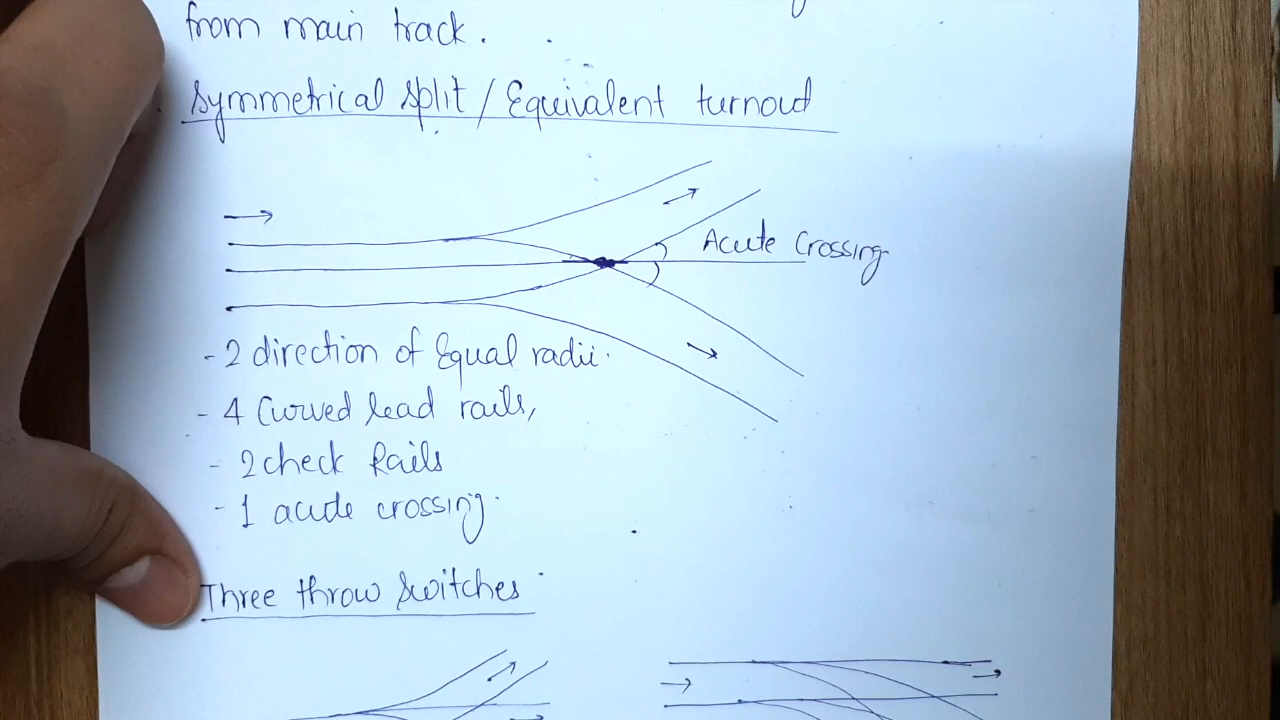 from main track.
Symmetrical split / Equivalent turnout
Acute Crossing
- 2 direction of Equal radii.
- 4 Curved lead rails,
- 2 check Rails
- 1 acute crossing.
Three throw Switches